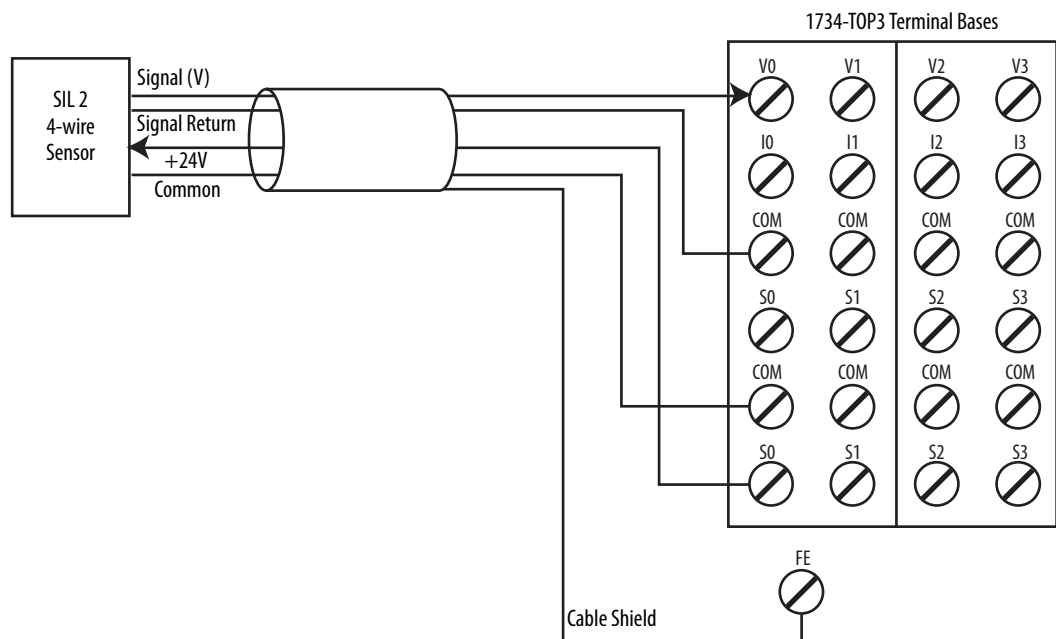 1734-TOP3 Terminal Bases
SIL 2
4-wire
Sensor
Signal (V)
Signal Return
+24V
Common
V0 V1 V2 V3
I0 I1 I2 I3
COM COM COM COM
S0 S1 S2 S3
COM COM COM COM
S0 S1 S2 S3
FE
Cable Shield